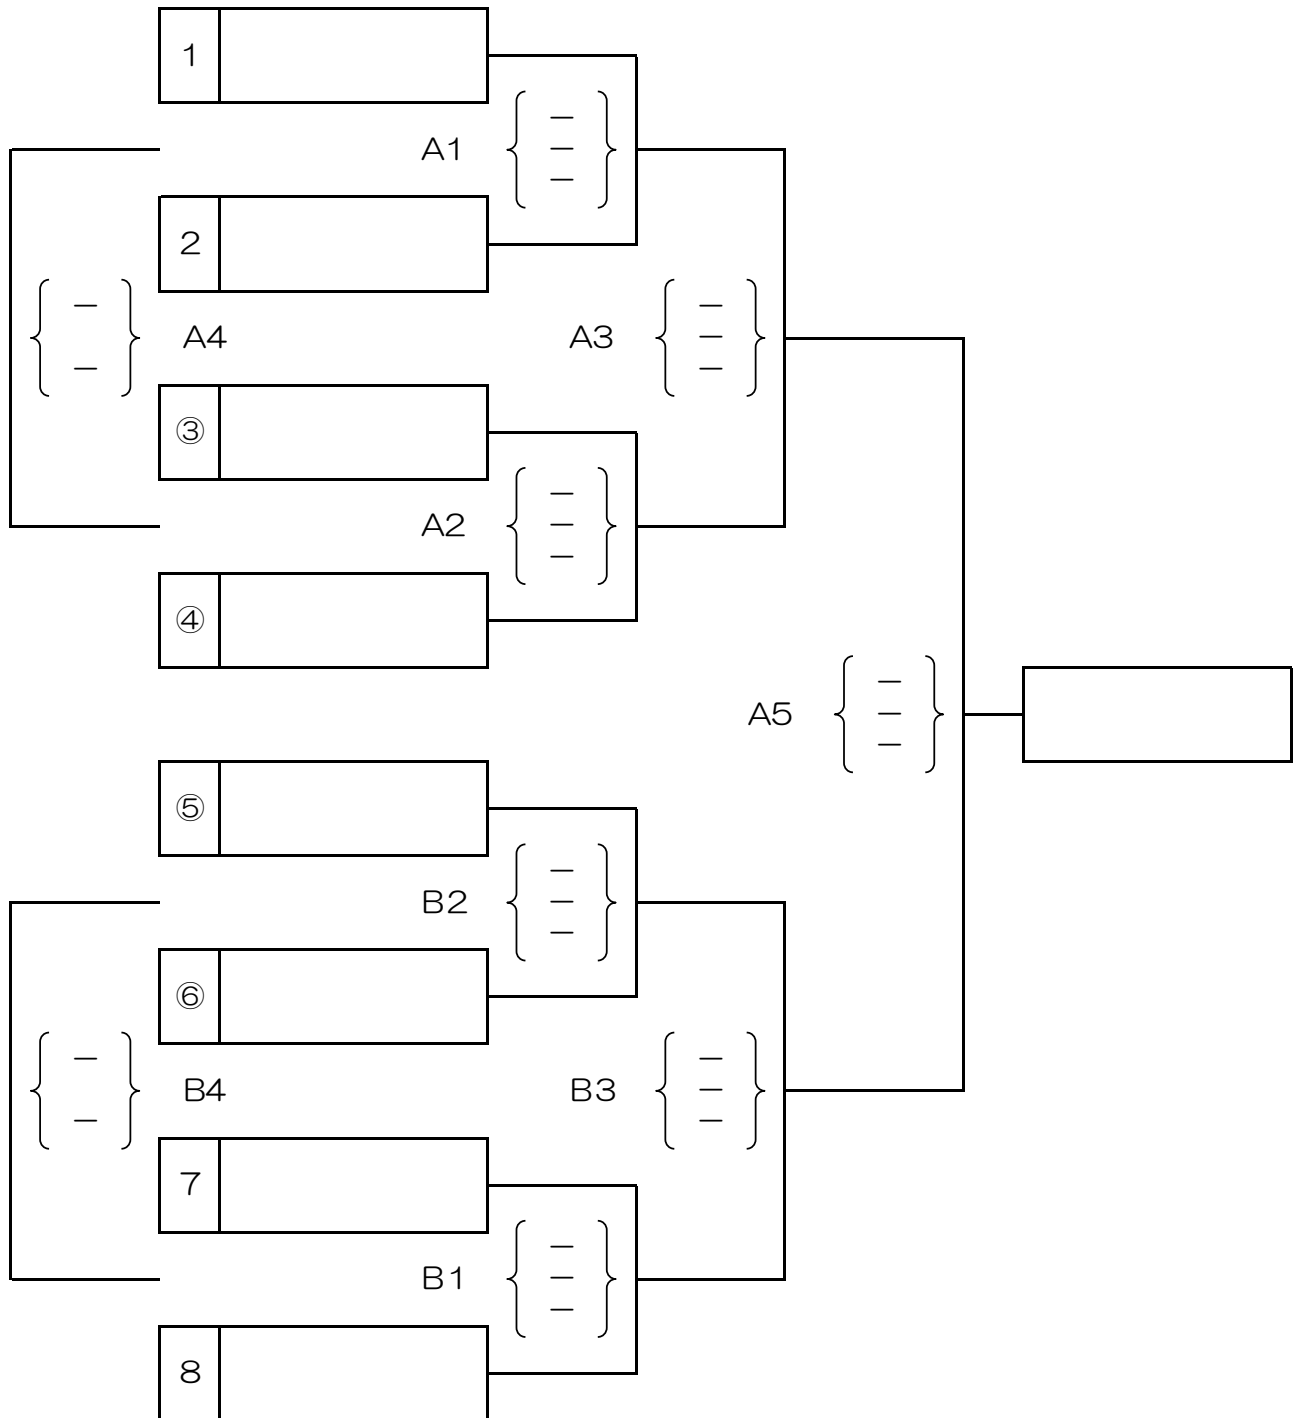 1
—
A1 { — }
—
2
—
—
{ } A4
—
A3 { — }
—
③
—
A2 { — }
—
④
—
A5 { — }
—
⑤
—
B2 { — }
—
⑥
—
—
{ } B4
—
B3 { — }
—
7
—
B1 { — }
—
8